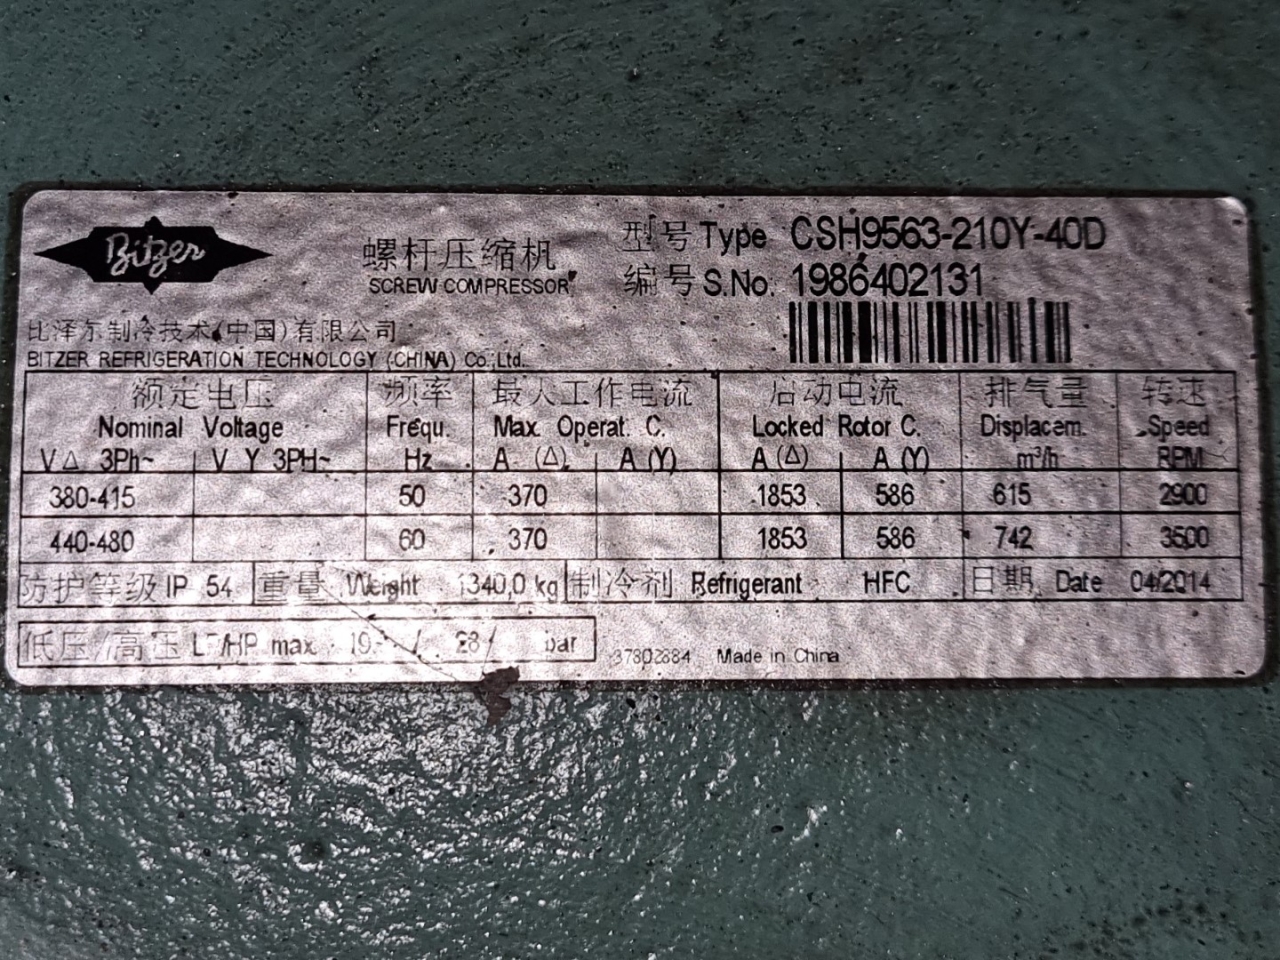 Bitzer
螺杆压缩机
SCREW COMPRESSOR
型号 Type CSH9563-210Y-40D
编号 S.No. 1986402131
比泽尔制冷技术(中国)有限公司
BITZER REFRIGERATION TECHNOLOGY (CHINA) Co.,Ltd.
额定电压 频率 最大工作电流 启动电流 排气量 转速
Nominal Voltage Frequ. Max. Operat. C. Locked Rotor C. Displacem. Speed
V△ 3Ph~ V Y 3PH~ Hz A (△) A (Y) A (△) A (Y) m³/h RPM
380-415 50 370 1853 586 615 2900
440-480 60 370 1853 586 742 3500
防护等级 IP 54 重量 Weight 1340,0 kg 制冷剂 Refrigerant HFC 日期 Date 04/2014
低压/高压 LP/HP max. / 28/ bar
37802884 Made in China